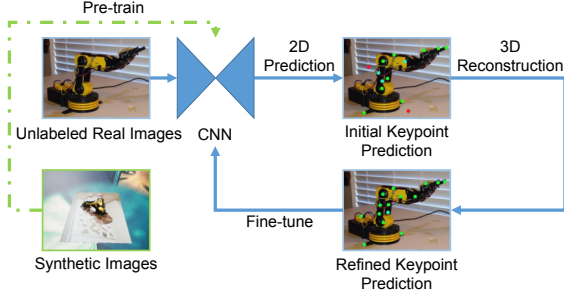 Pre-train
2D
Prediction
3D
Reconstruction
Unlabeled Real Images
CNN
Initial Keypoint
Prediction
Fine-tune
Synthetic Images
Refined Keypoint
Prediction